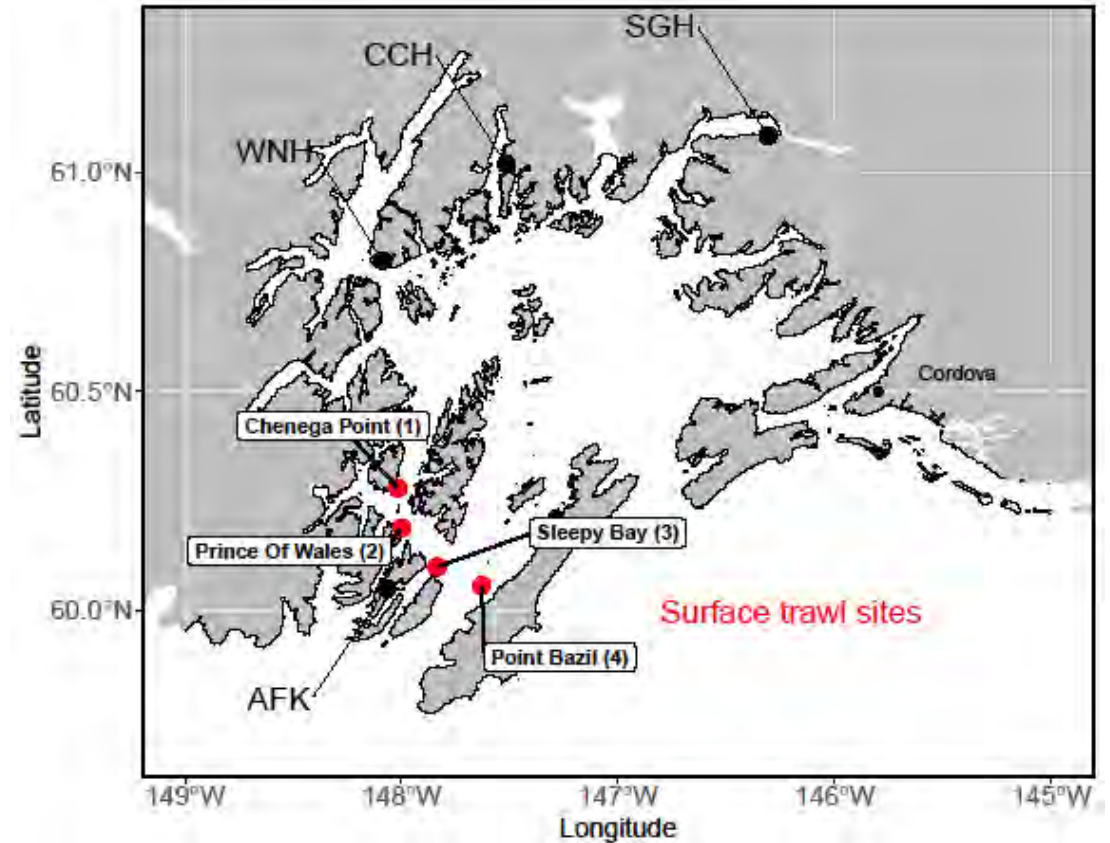 SGH
CCH
WNH
61.0°N
Latitude
60.5°N
Cordova
Chenega Point (1)
Sleepy Bay (3)
Prince Of Wales (2)
60.0°N
Surface trawl sites
Point Bazil (4)
AFK
149°W
148°W
147°W
146°W
145°W
Longitude